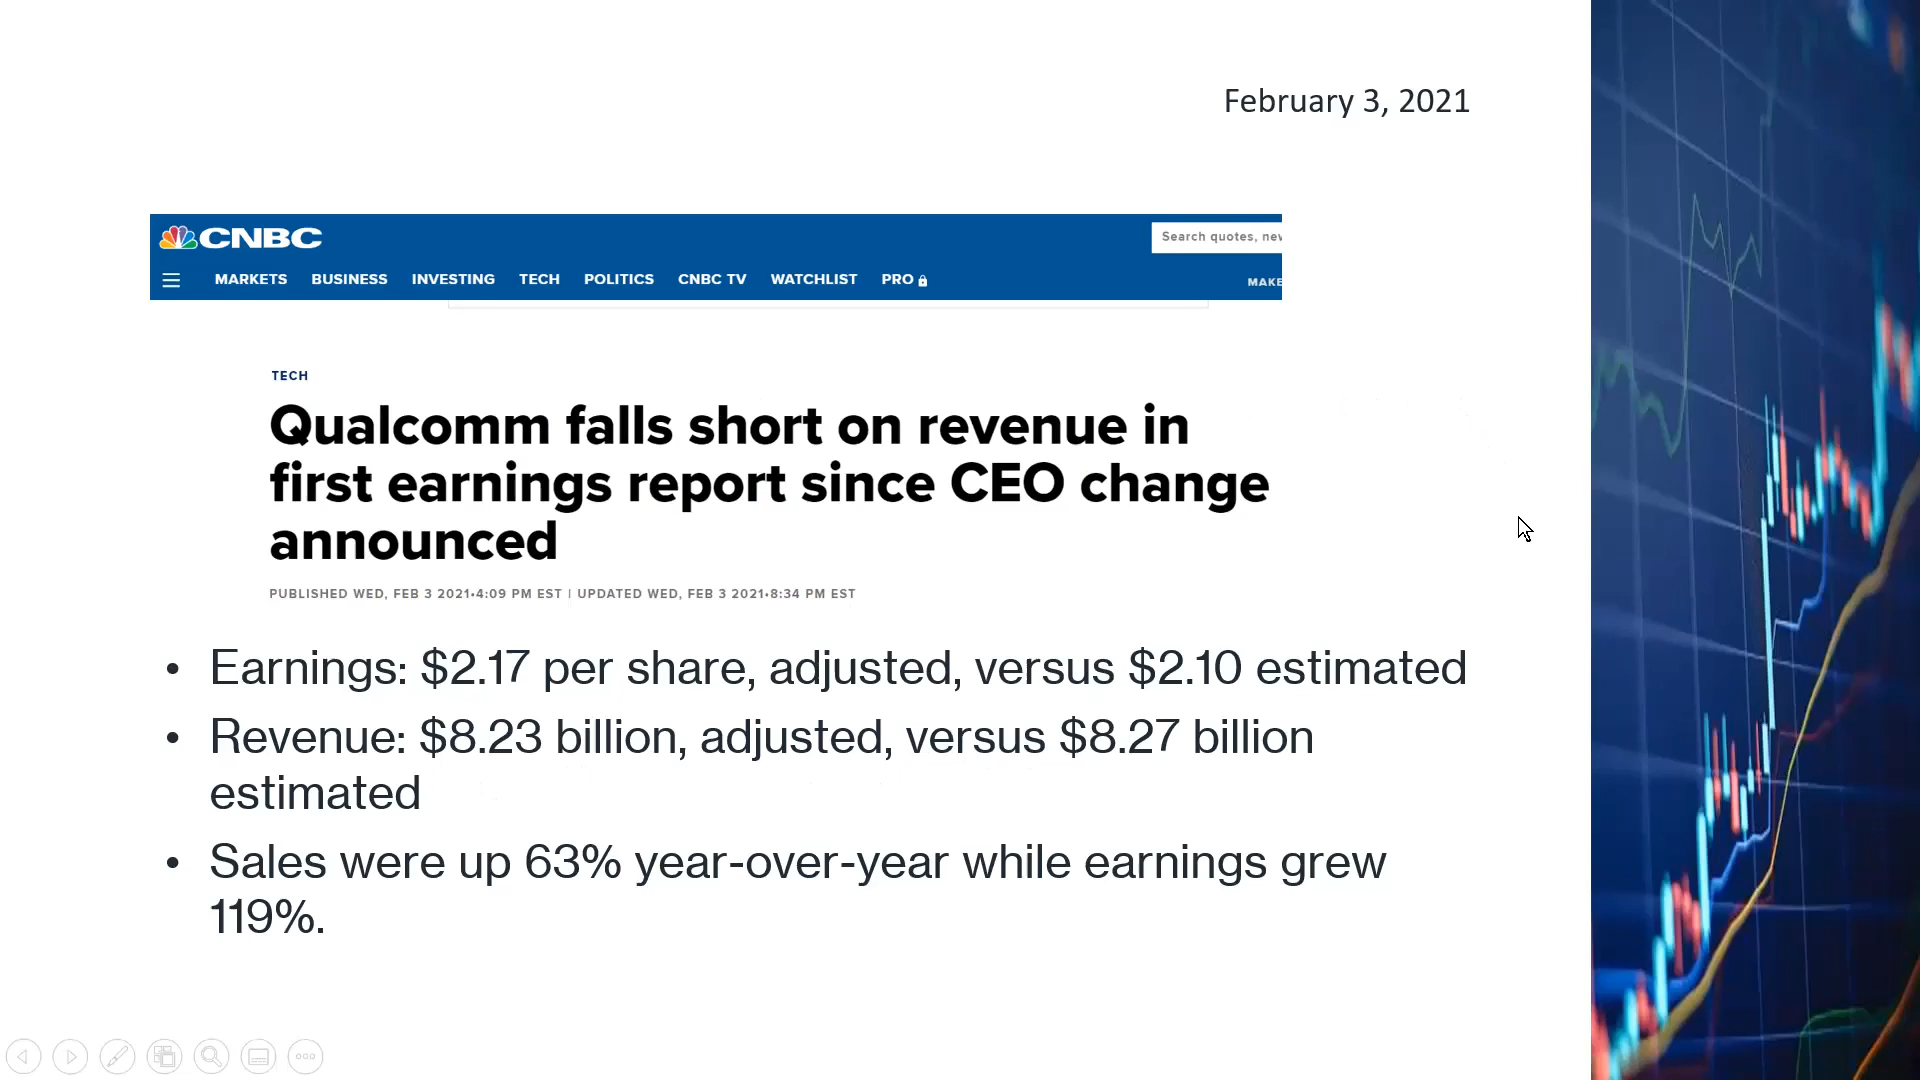 February 3, 2021
CNBC
Search quotes, nev
MARKETS BUSINESS INVESTING TECH POLITICS CNBC TV WATCHLIST PRO
MAKE
TECH
Qualcomm falls short on revenue in
first earnings report since CEO change
announced
PUBLISHED WED, FEB 3 2021•4:09 PM EST | UPDATED WED, FEB 3 2021•8:34 PM EST
• Earnings: $2.17 per share, adjusted, versus $2.10 estimated
• Revenue: $8.23 billion, adjusted, versus $8.27 billion
estimated
• Sales were up 63% year-over-year while earnings grew
119%.